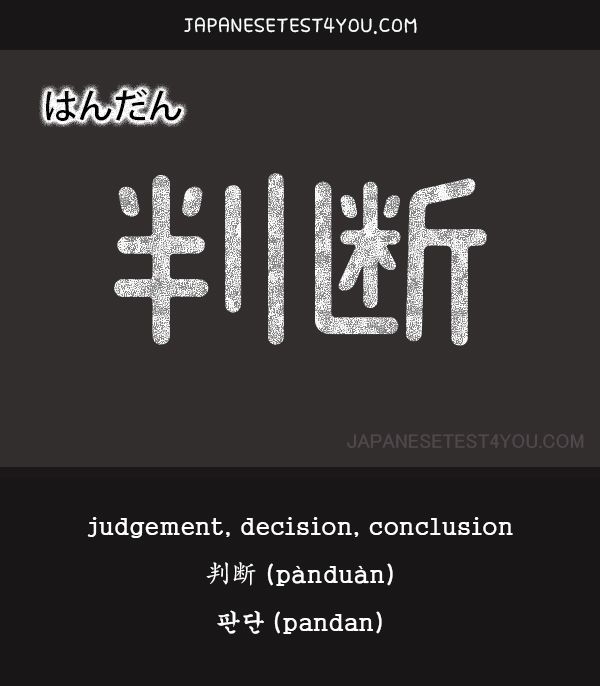 JAPANESETEST4YOU.COM
はんだん
判断
JAPANESETEST4YOU.COM
judgement, decision, conclusion
判断 (pànduàn)
판단 (pandan)